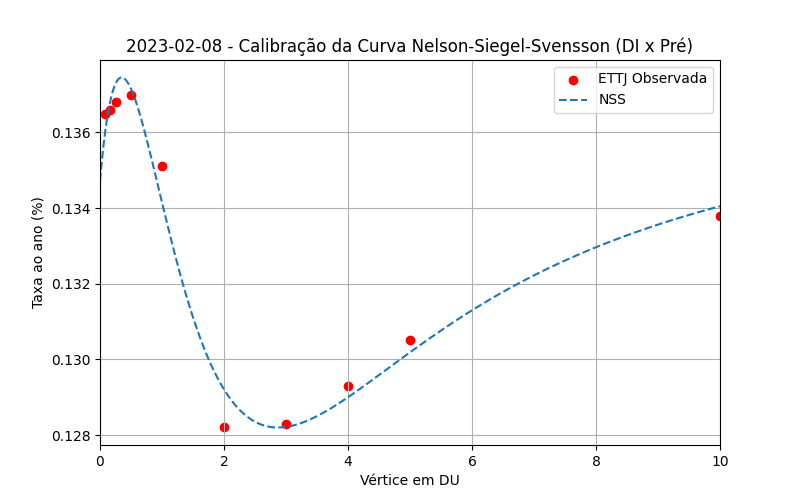 2023-02-08 - Calibração da Curva Nelson-Siegel-Svensson (DI x Pré)
ETTJ Observada
NSS
Taxa ao ano (%)
0.136
0.134
0.132
0.130
0.128
0 2 4 6 8 10
Vértice em DU